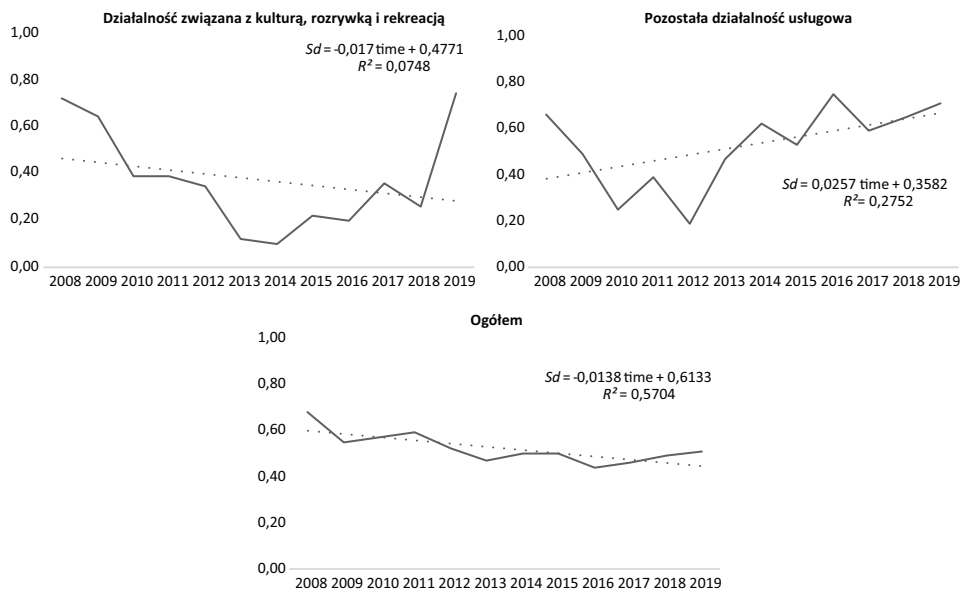 Działalność związana z kulturą, rozrywką i rekreacją
1,00
0,80
0,60
0,40
0,20
0,00
Sd = -0,017 time + 0,4771
R² = 0,0748
2008 2009 2010 2011 2012 2013 2014 2015 2016 2017 2018 2019
Pozostała działalność usługowa
1,00
0,80
0,60
0,40
0,20
0,00
Sd = 0,0257 time + 0,3582
R²= 0,2752
2008 2009 2010 2011 2012 2013 2014 2015 2016 2017 2018 2019
Ogółem
1,00
0,80
0,60
0,40
0,20
0,00
Sd = -0,0138 time + 0,6133
R² = 0,5704
2008 2009 2010 2011 2012 2013 2014 2015 2016 2017 2018 2019